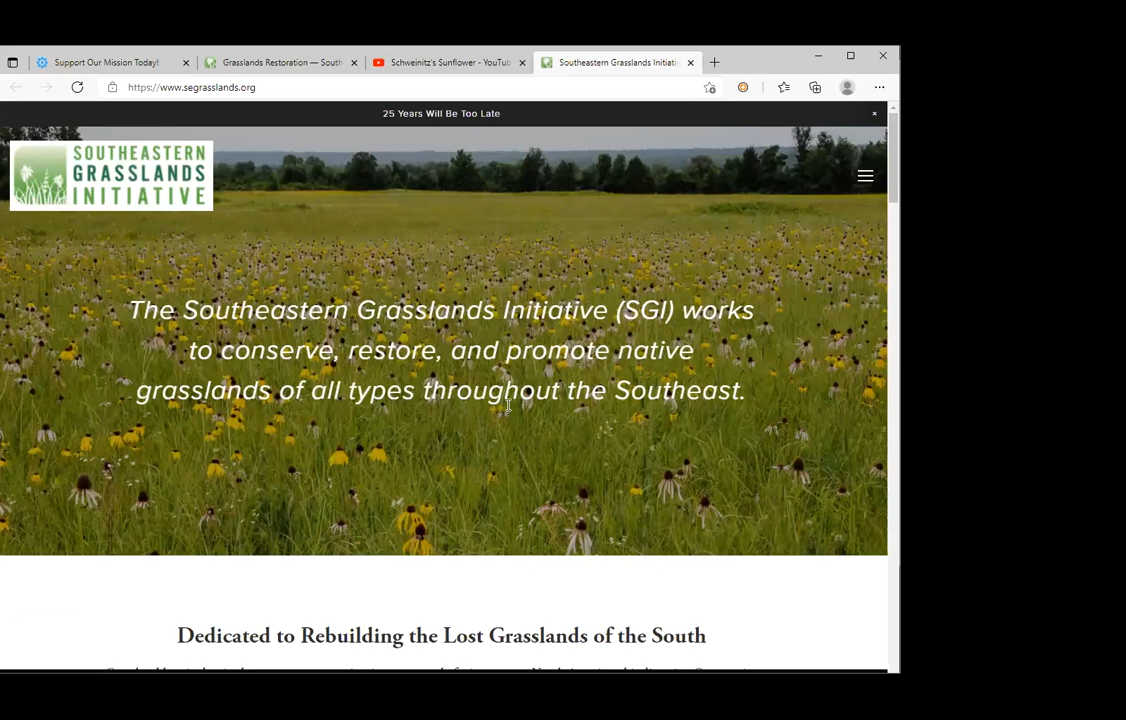 Support Our Mission Today!
Grasslands Restoration — South
Schweinitz's Sunflower - YouTub
Southeastern Grasslands Initiati
https://www.segrasslands.org
25 Years Will Be Too Late
SOUTHEASTERN
GRASSLANDS
INITIATIVE
The Southeastern Grasslands Initiative (SGI) works
to conserve, restore, and promote native
grasslands of all types throughout the Southeast.
Dedicated to Rebuilding the Lost Grasslands of the South